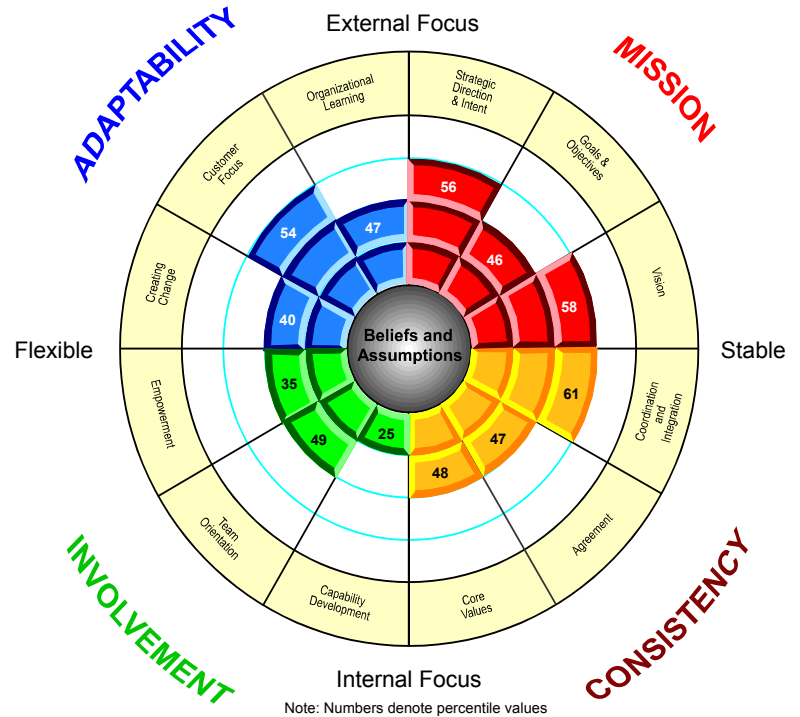 External Focus
ADAPTABILITY
MISSION
Organizational
Learning
Strategic
Direction
& Intent
Customer
Focus
Goals &
Objectives
Creating
Change
Vision
56
54
47
46
58
40
Beliefs and
Assumptions
Flexible
Stable
35
49
25
48
47
61
Empowerment
Coordination
and
Integration
Team
Orientation
Agreement
Capability
Development
Core
Values
INVOLVEMENT
CONSISTENCY
Internal Focus
Note: Numbers denote percentile values